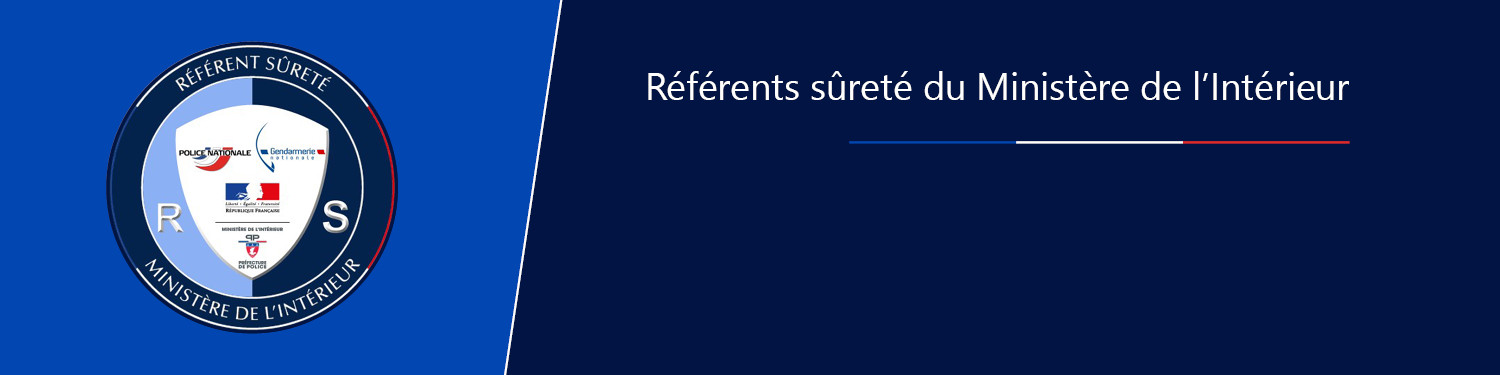 RÉFÉRENT SÛRETÉ
POLICE NATIONALE
Gendarmerie
nationale
Liberté • Égalité • Fraternité
RÉPUBLIQUE FRANÇAISE
MINISTÈRE DE L'INTÉRIEUR
PP
PRÉFECTURE
DE POLICE
R S
MINISTÈRE DE L'INTÉRIEUR
Référents sûreté du Ministère de l’Intérieur